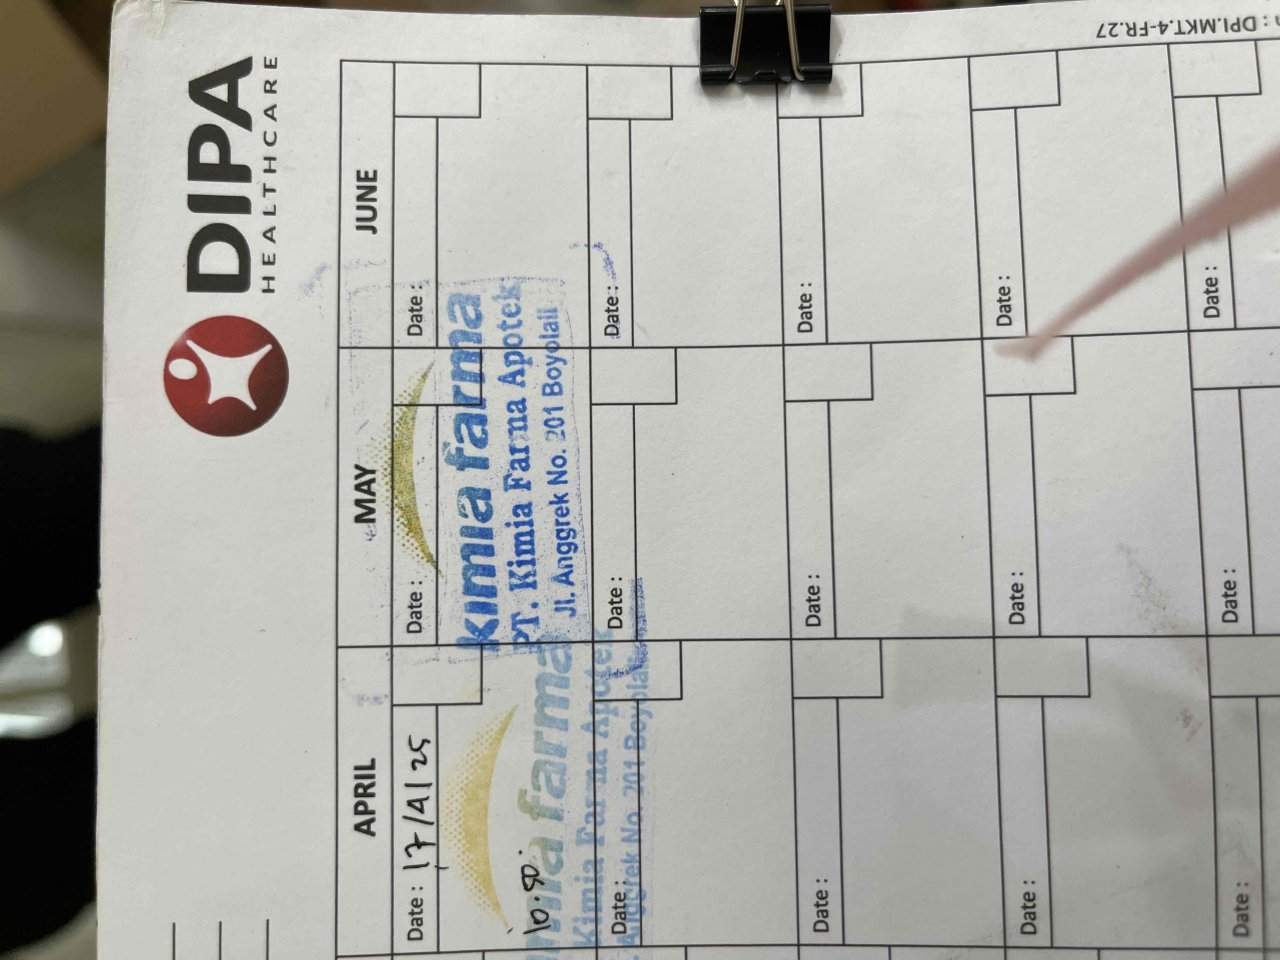 DIPA
HEALTHCARE
APRIL
MAY
JUNE
Date : 17/4/25
Date :
Date :
10.50.
kimia farma
PT. Kimia Farma Apotek
Jl. Anggrek No. 201 Boyolali
farma
Kimia Farma Apotek
Anggrek No. 201 Boyolali
Date :
Date :
Date :
Date :
Date :
Date :
Date :
Date :
Date :
Date :
Date :
Date :
: DPI.MKT.4-FR.27